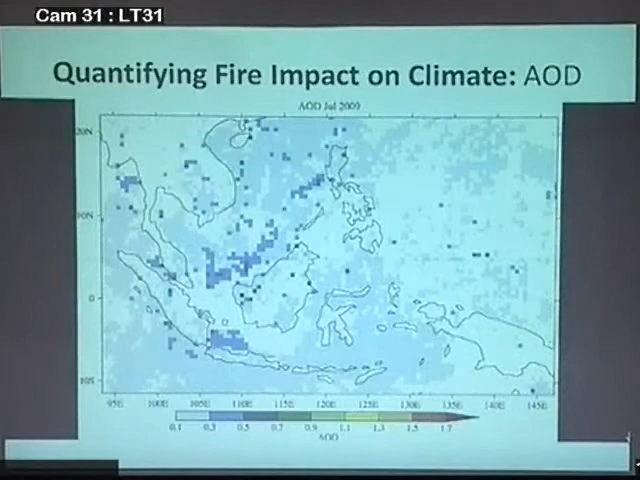 Cam 31 : LT31
Quantifying Fire Impact on Climate: AOD
AOD Jul 2009
20N
10N
0
10S
95E 100E 105E 110E 115E 120E 125E 130E 135E 140E 145E
0.1 0.3 0.5 0.7 0.9 1.1 1.3 1.5 1.7
AOD